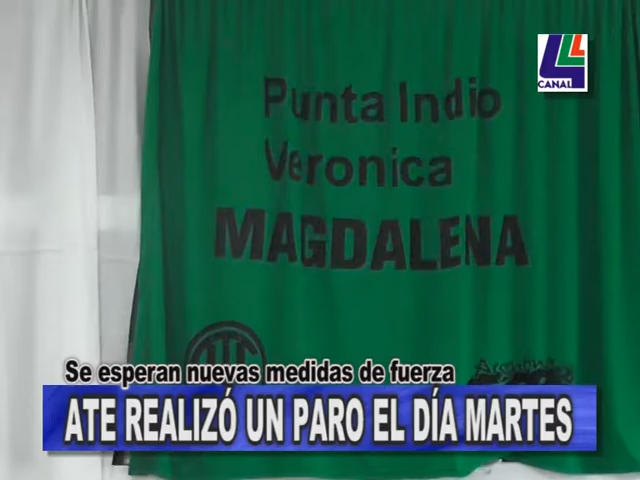 CANAL
Punta Indio
Veronica
MAGDALENA
Se esperan nuevas medidas de fuerza
ATE REALIZÓ UN PARO EL DÍA MARTES